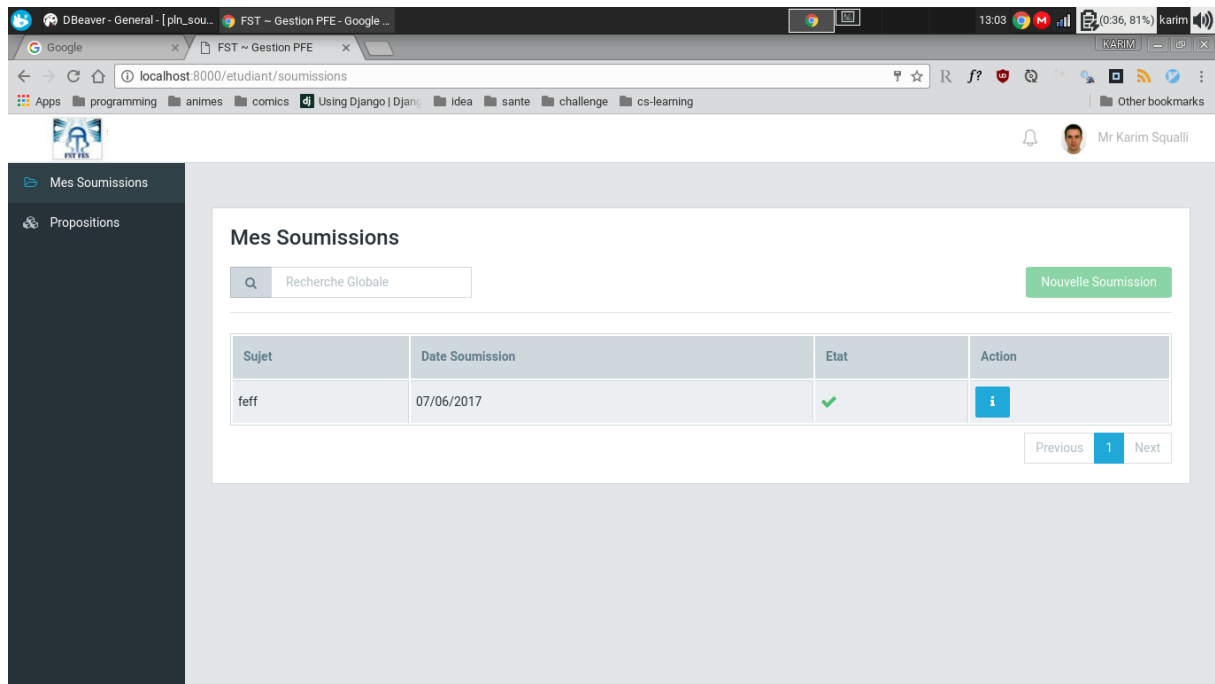 DBeaver - General - [ pln_sou... FST ~ Gestion PFE - Google ... 13:03 M (0:36, 81%) karim
G Google × FST ~ Gestion PFE × KARIM
localhost:8000/etudiant/soumissions R f?
Apps programming animes comics dj Using Django | Djang idea sante challenge cs-learning Other bookmarks
FST FES Mr Karim Squalli
Mes Soumissions
Propositions
Mes Soumissions
Recherche Globale Nouvelle Soumission
Sujet Date Soumission Etat Action
feff 07/06/2017 i
Previous 1 Next